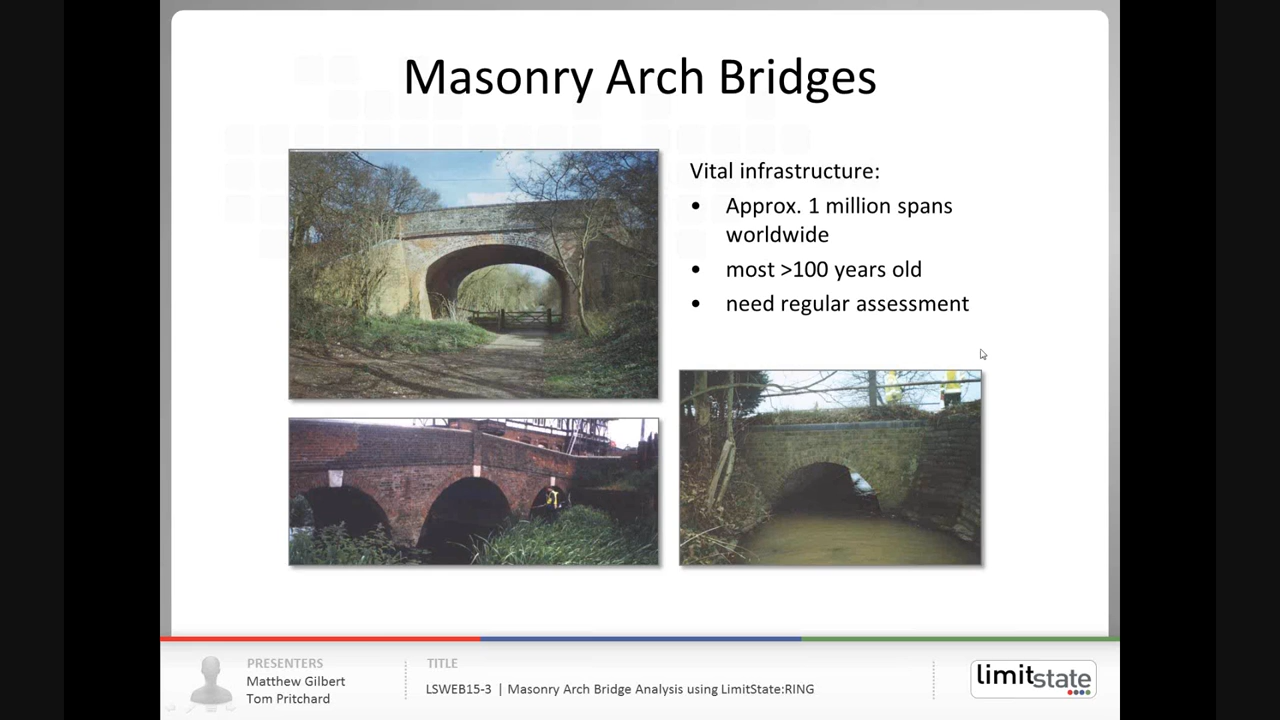 Masonry Arch Bridges
Vital infrastructure:
• Approx. 1 million spans
worldwide
• most >100 years old
• need regular assessment
PRESENTERS
Matthew Gilbert
Tom Pritchard
TITLE
LSWEB15-3 | Masonry Arch Bridge Analysis using LimitState:RING
limitstate